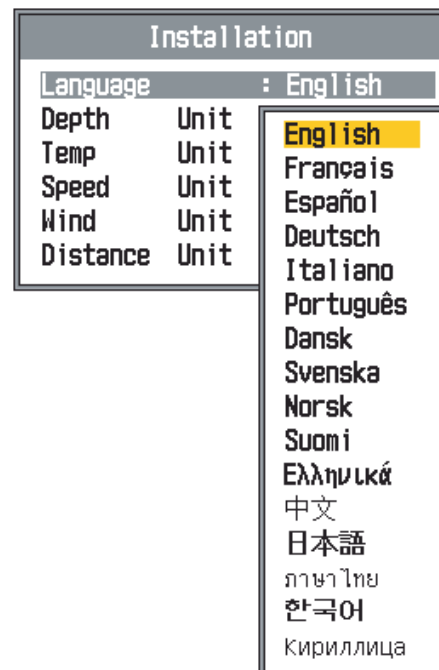 Installation
Language : English
Depth Unit
Temp Unit
Speed Unit
Wind Unit
Distance Unit
English
Français
Español
Deutsch
Italiano
Português
Dansk
Svenska
Norsk
Suomi
Ελληνικά
中文
日本語
ภาษาไทย
한국어
Кириллица